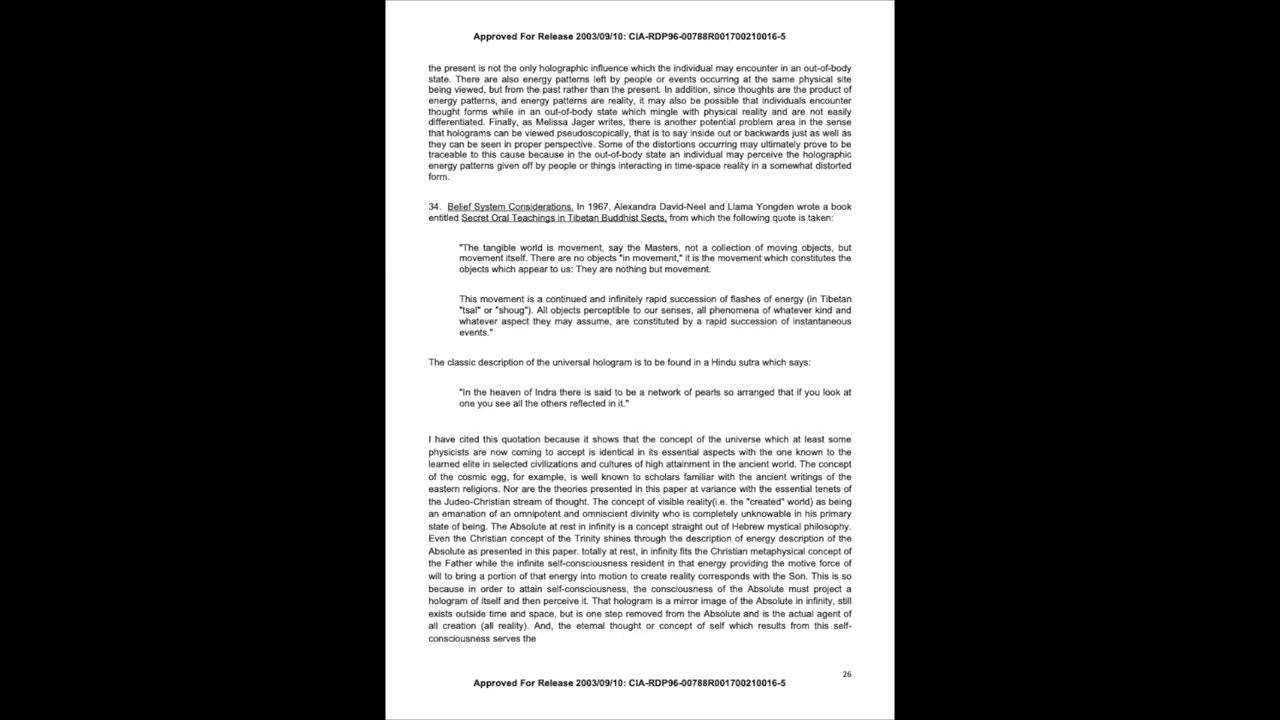 Approved For Release 2003/09/10: CIA-RDP96-00788R001700210016-5
the present is not the only holographic influence which the individual may encounter in an out-of-body
state. There are also energy patterns left by people or events occurring at the same physical site
being viewed, but from the past rather than the present. In addition, since thoughts are the product of
energy patterns, and energy patterns are reality, it may also be possible that individuals encounter
thought forms while in an out-of-body state which mingle with physical reality and are not easily
differentiated. Finally, as Melissa Jager writes, there is another potential problem area in the sense
that holograms can be viewed pseudoscopically, that is to say inside out or backwards just as well as
they can be seen in proper perspective. Some of the distortions occurring may ultimately prove to be
traceable to this cause because in the out-of-body state an individual may perceive the holographic
energy patterns given off by people or things interacting in time-space reality in a somewhat distorted
form.
34. Belief System Considerations. In 1967, Alexandra David-Neel and Llama Yongden wrote a book
entitled Secret Oral Teachings in Tibetan Buddhist Sects, from which the following quote is taken:
"The tangible world is movement, say the Masters, not a collection of moving objects, but
movement itself. There are no objects "in movement," it is the movement which constitutes the
objects which appear to us: They are nothing but movement.
This movement is a continued and infinitely rapid succession of flashes of energy (in Tibetan
"tsal" or "shoug"). All objects perceptible to our senses, all phenomena of whatever kind and
whatever aspect they may assume, are constituted by a rapid succession of instantaneous
events."
The classic description of the universal hologram is to be found in a Hindu sutra which says:
"In the heaven of Indra there is said to be a network of pearls so arranged that if you look at
one you see all the others reflected in it."
I have cited this quotation because it shows that the concept of the universe which at least some
physicists are now coming to accept is identical in its essential aspects with the one known to the
learned elite in selected civilizations and cultures of high attainment in the ancient world. The concept
of the cosmic egg, for example, is well known to scholars familiar with the ancient writings of the
eastern religions. Nor are the theories presented in this paper at variance with the essential tenets of
the Judeo-Christian stream of thought. The concept of visible reality(i.e. the "created" world) as being
an emanation of an omnipotent and omniscient divinity who is completely unknowable in his primary
state of being. The Absolute at rest in infinity is a concept straight out of Hebrew mystical philosophy.
Even the Christian concept of the Trinity shines through the description of energy description of the
Absolute as presented in this paper. totally at rest, in infinity fits the Christian metaphysical concept of
the Father while the infinite self-consciousness resident in that energy providing the motive force of
will to bring a portion of that energy into motion to create reality corresponds with the Son. This is so
because in order to attain self-consciousness, the consciousness of the Absolute must project a
hologram of itself and then perceive it. That hologram is a mirror image of the Absolute in infinity, still
exists outside time and space, but is one step removed from the Absolute and is the actual agent of
all creation (all reality). And, the eternal thought or concept of self which results from this self-
consciousness serves the
26
Approved For Release 2003/09/10: CIA-RDP96-00788R001700210016-5